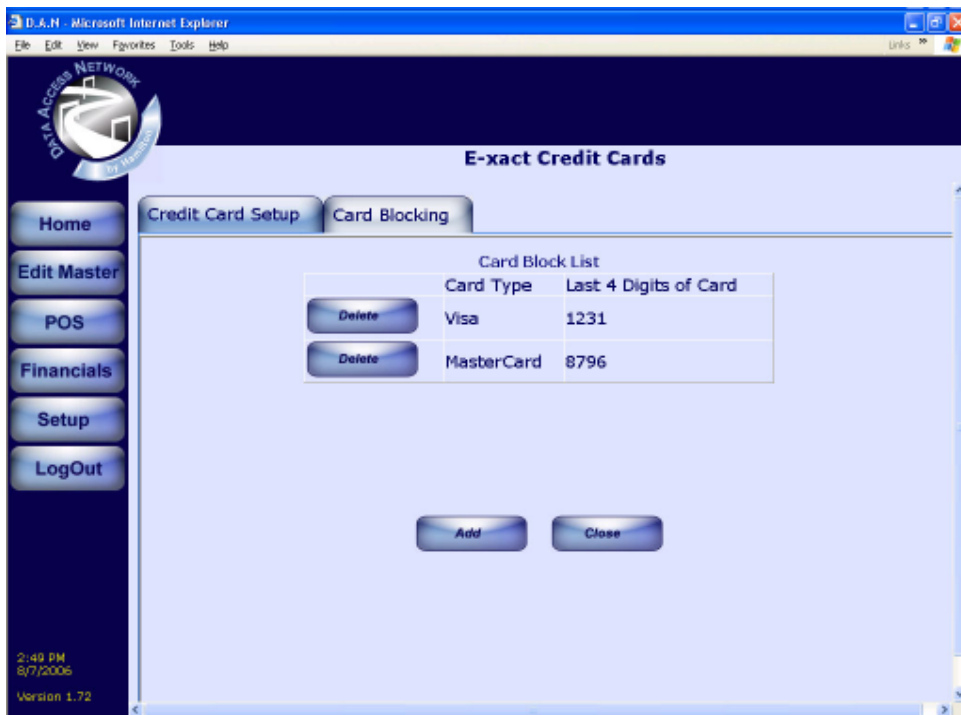 D.A.N - Microsoft Internet Explorer
File Edit View Favorites Tools Help
Links »
DATA ACCESS NETWORK
by Hamilton
E-xact Credit Cards
Credit Card Setup Card Blocking
Home
Edit Master
POS
Financials
Setup
LogOut
Card Block List
Card Type Last 4 Digits of Card
Delete Visa 1231
Delete MasterCard 8796
Add Close
2:49 PM
8/7/2006
Version 1.72